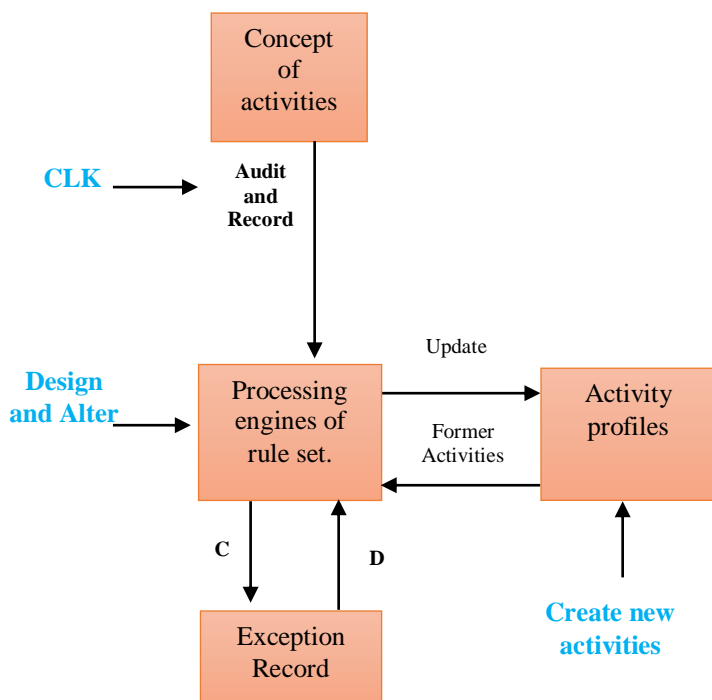 Concept
of
activities
CLK
Audit
and
Record
Design
and Alter
Processing
engines of
rule set.
Update
Former
Activities
Activity
profiles
C
D
Create new
activities
Exception
Record